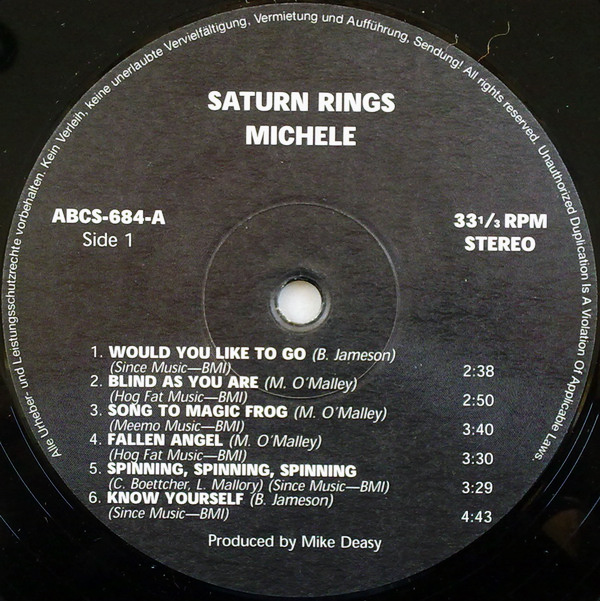 Alle Urheber- und Leistungsschutzrechte vorbehalten. Kein Verleih, keine unerlaubte Vervielfältigung, Vermietung und Aufführung, Sendung! All rights reserved. Unauthorized Duplication Is A Violation Of Applicable Laws.
SATURN RINGS
MICHELE
ABCS-684-A
Side 1
33 1/3 RPM
STEREO
1. WOULD YOU LIKE TO GO (B. Jameson)
(Since Music—BMI) 2:38
2. BLIND AS YOU ARE (M. O´Malley)
(Hog Fat Music—BMI) 2:50
3. SONG TO MAGIC FROG (M. O´Malley)
(Meemo Music—BMI) 3:40
4. FALLEN ANGEL (M. O´Malley)
(Hog Fat Music—BMI) 3:30
5. SPINNING, SPINNING, SPINNING
(C. Boettcher, L. Mallory) (Since Music—BMI) 3:29
6. KNOW YOURSELF (B. Jameson)
(Since Music—BMI) 4:43
Produced by Mike Deasy